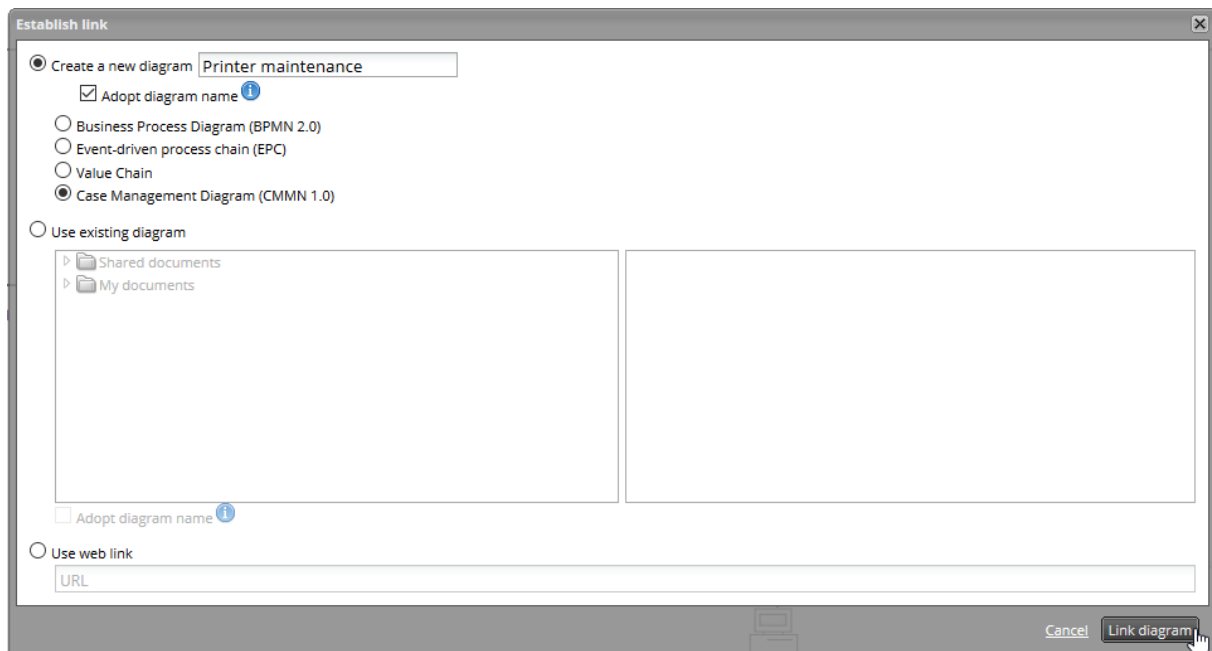 Establish link
Create a new diagram Printer maintenance
Adopt diagram name
Business Process Diagram (BPMN 2.0)
Event-driven process chain (EPC)
Value Chain
Case Management Diagram (CMMN 1.0)
Use existing diagram
Shared documents
My documents
Adopt diagram name
Use web link
URL
Cancel Link diagram